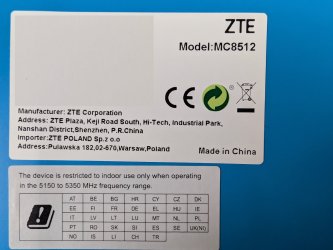 ZTE
Model:MC8512
CE
Manufacturer: ZTE Corporation
Address: ZTE Plaza, Keji Road South, Hi-Tech, Industrial Park,
Nanshan District,Shenzhen, P.R.China
Importer:ZTE POLAND Sp.z o.o
Address:Pulawska 182,02-670,Warsaw,Poland
Made in China
The device is restricted to indoor use only when operating
in the 5150 to 5350 MHz frequency range.
AT BE BG HR CY CZ DK
EE FI FR DE EL HU IE
IT LV LT LU MT NL PL
PT RO SK SI ES SE UK(NI)
NO IS LI CH TR